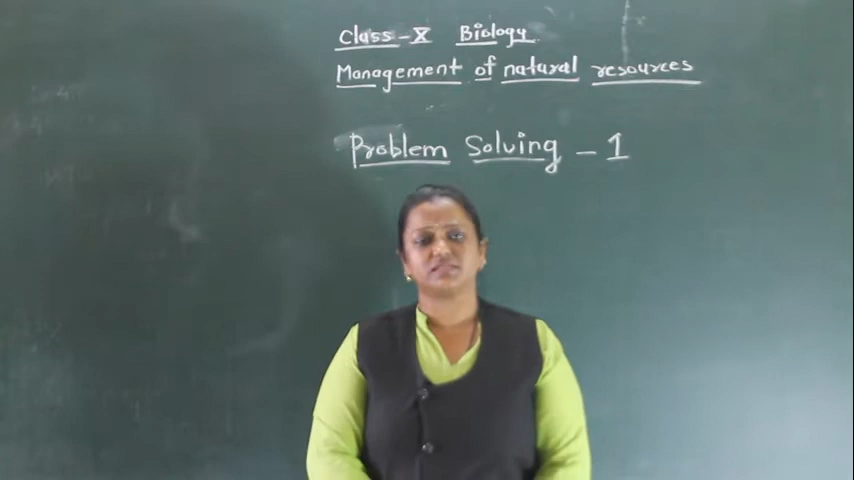 Class-X Biology
Management of natural resources
Problem Solving - 1